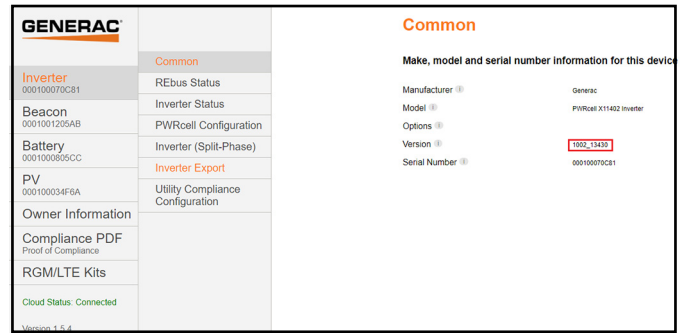 GENERAC
Inverter
000100070C81
Beacon
0001001205AB
Battery
0001000805CC
PV
000100034F6A
Owner Information
Compliance PDF
Proof of Compliance
RGM/LTE Kits
Cloud Status: Connected
Version 1.5.4
Common
REbus Status
Inverter Status
PWRcell Configuration
Inverter (Split-Phase)
Inverter Export
Utility Compliance
Configuration
Common
Make, model and serial number information for this device
Manufacturer Generac
Model PWRcell X11402 Inverter
Options
Version 1002_13430
Serial Number 000100070C81